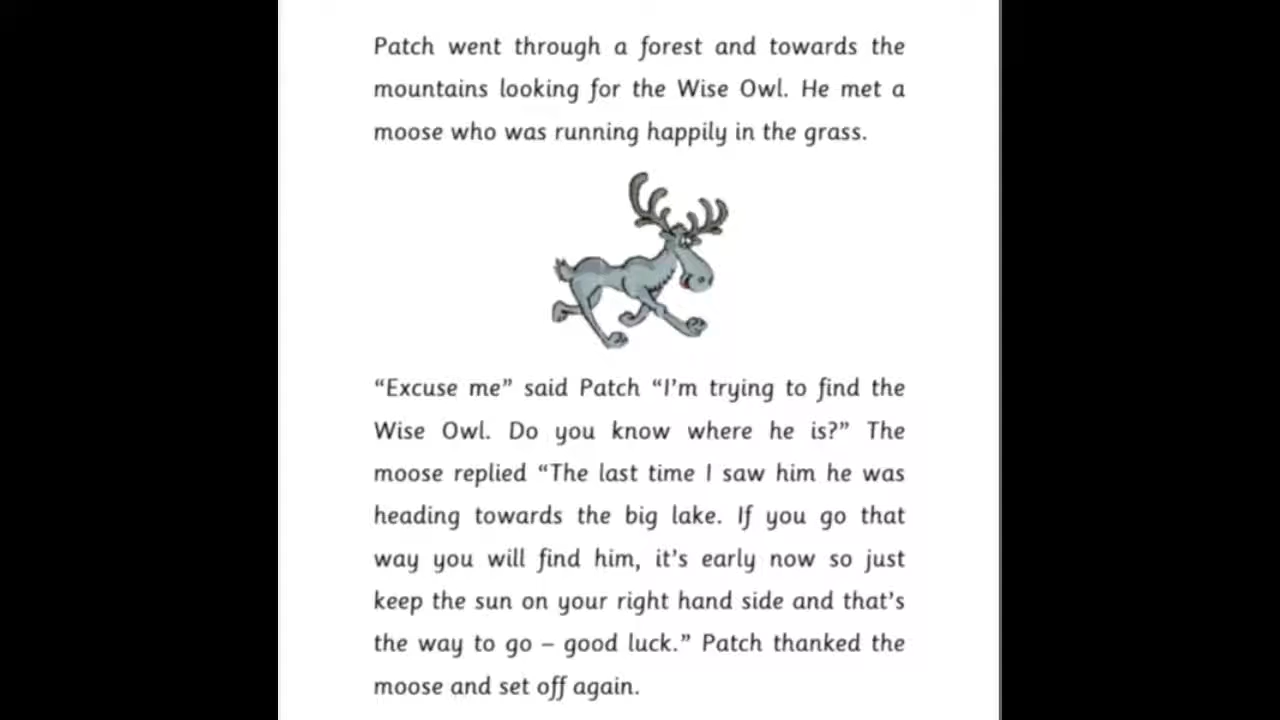 Patch went through a forest and towards the
mountains looking for the Wise Owl. He met a
moose who was running happily in the grass.
“Excuse me” said Patch “I’m trying to find the
Wise Owl. Do you know where he is?” The
moose replied “The last time I saw him he was
heading towards the big lake. If you go that
way you will find him, it’s early now so just
keep the sun on your right hand side and that’s
the way to go – good luck.” Patch thanked the
moose and set off again.